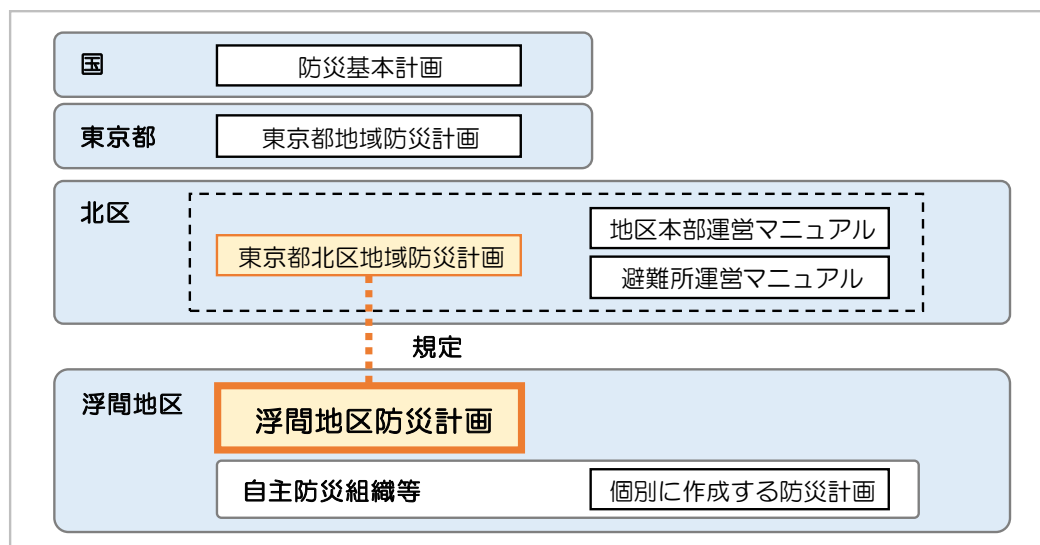 国
防災基本計画
東京都
東京都地域防災計画
北区
地区本部運営マニュアル
東京都北区地域防災計画
避難所運営マニュアル
規定
浮間地区
浮間地区防災計画
自主防災組織等
個別に作成する防災計画